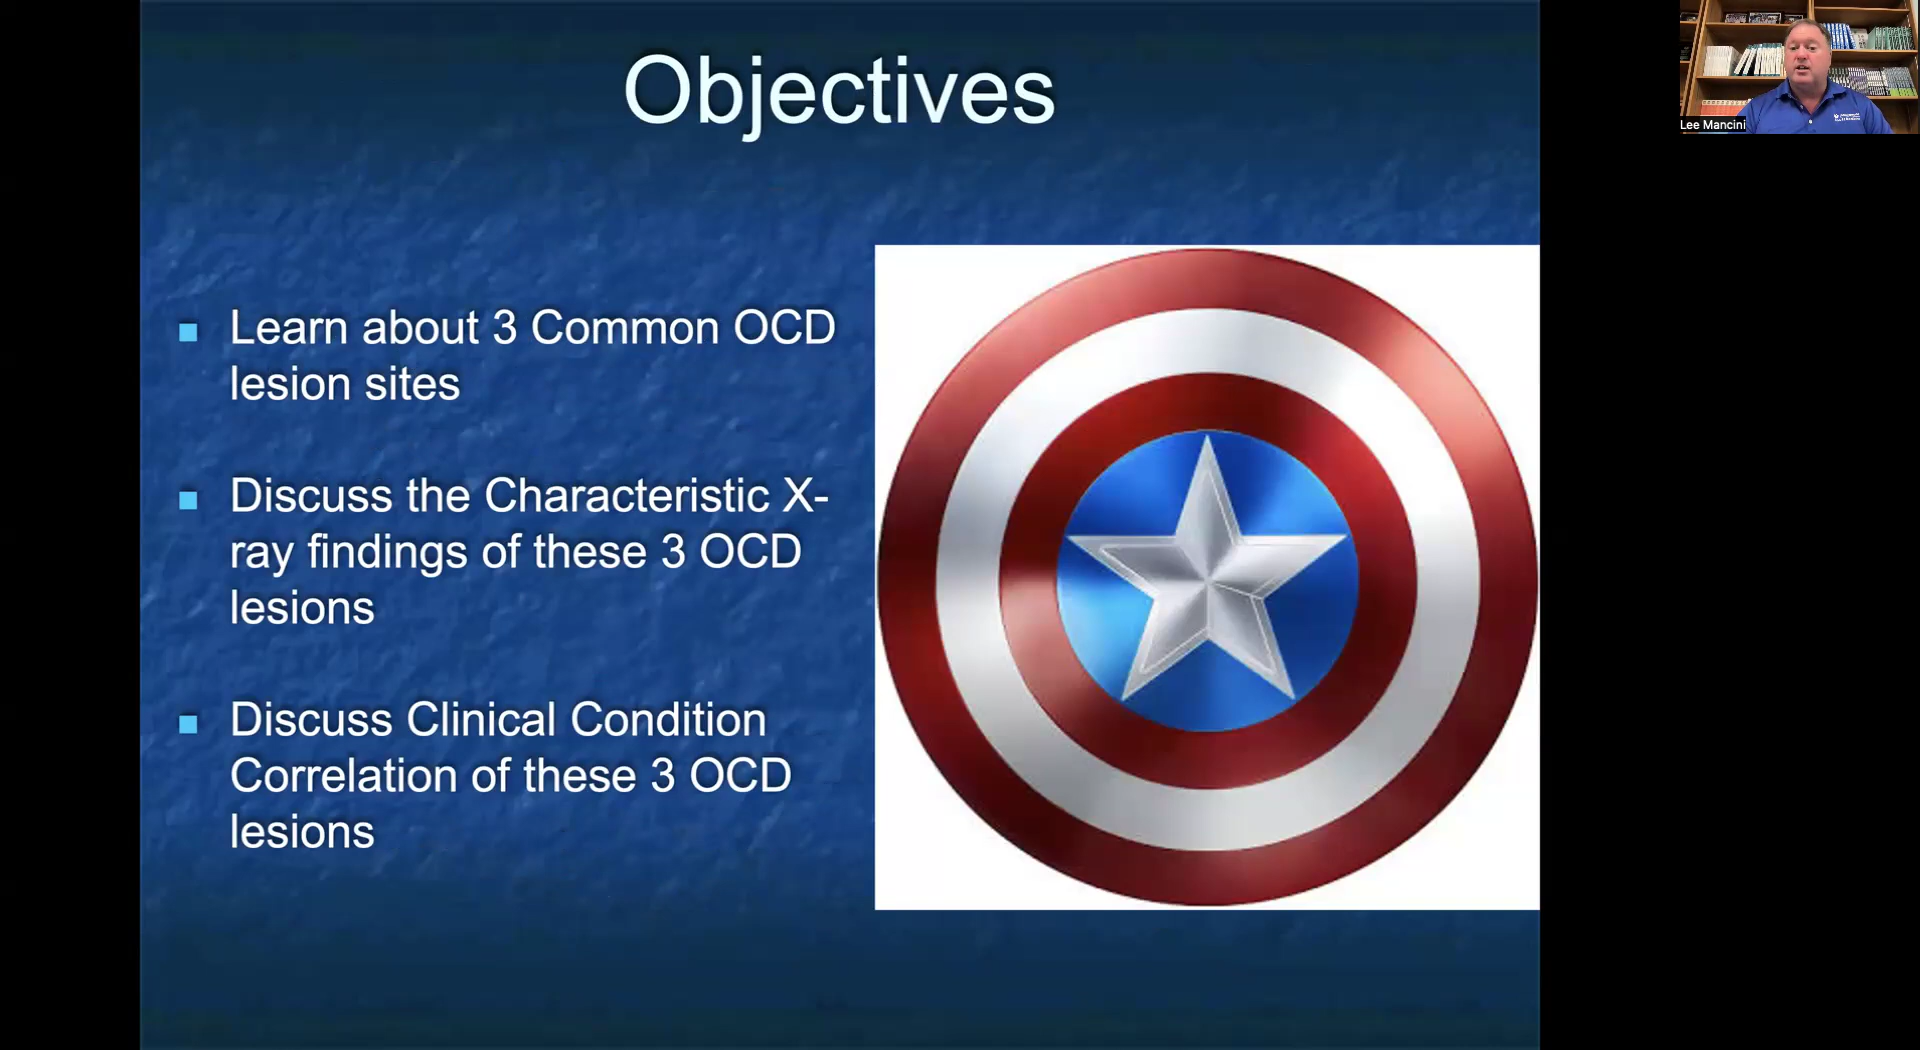 Objectives
Learn about 3 Common OCD
lesion sites
Discuss the Characteristic X-
ray findings of these 3 OCD
lesions
Discuss Clinical Condition
Correlation of these 3 OCD
lesions
Lee Mancini